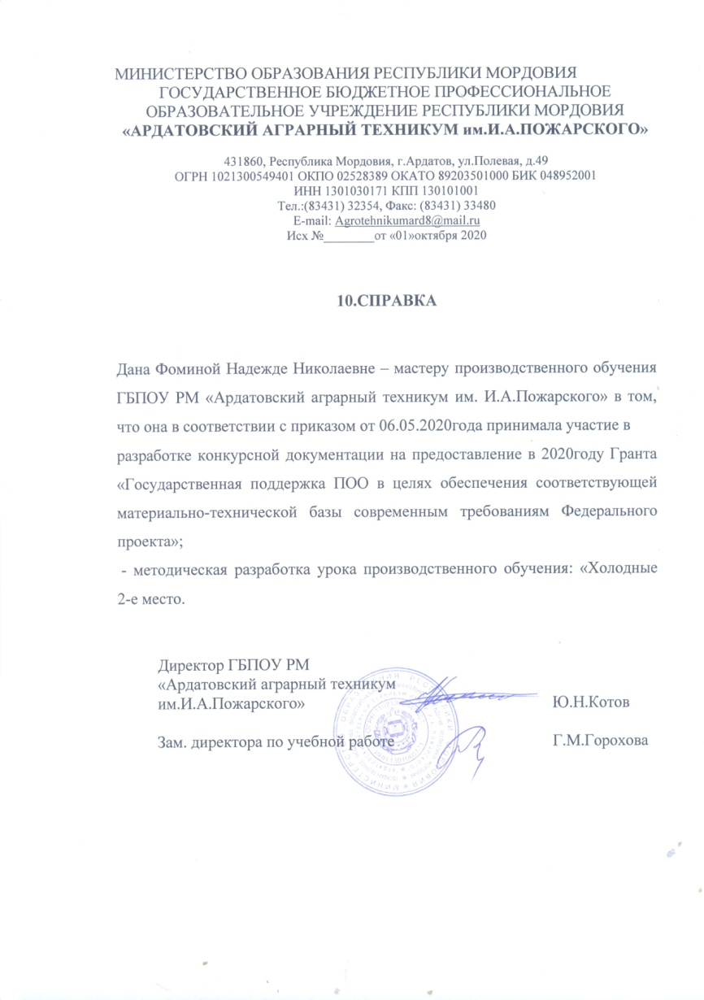 МИНИСТЕРСТВО ОБРАЗОВАНИЯ РЕСПУБЛИКИ МОРДОВИЯ
ГОСУДАРСТВЕННОЕ БЮДЖЕТНОЕ ПРОФЕССИОНАЛЬНОЕ
ОБРАЗОВАТЕЛЬНОЕ УЧРЕЖДЕНИЕ РЕСПУБЛИКИ МОРДОВИЯ
«АРДАТОВСКИЙ АГРАРНЫЙ ТЕХНИКУМ им.И.А.ПОЖАРСКОГО»
431860, Республика Мордовия, г.Ардатов, ул.Полевая, д.49
ОГРН 1021300549401 ОКПО 02528389 ОКАТО 89203501000 БИК 048952001
ИНН 1301030171 КПП 130101001
Тел.:(83431) 32354, Факс: (83431) 33480
E-mail: Agrotehnikumard8@mail.ru
Исх №________от «01»октября 2020
10.СПРАВКА
Дана Фоминой Надежде Николаевне – мастеру производственного обучения
ГБПОУ РМ «Ардатовский аграрный техникум им. И.А.Пожарского» в том,
что она в соответствии с приказом от 06.05.2020года принимала участие в
разработке конкурсной документации на предоставление в 2020году Гранта
«Государственная поддержка ПОО в целях обеспечения соответствующей
материально-технической базы современным требованиям Федерального
проекта»;
- методическая разработка урока производственного обучения: «Холодные
2-е место.
Директор ГБПОУ РМ
«Ардатовский аграрный техникум
им.И.А.Пожарского» Ю.Н.Котов
Зам. директора по учебной работе Г.М.Горохова